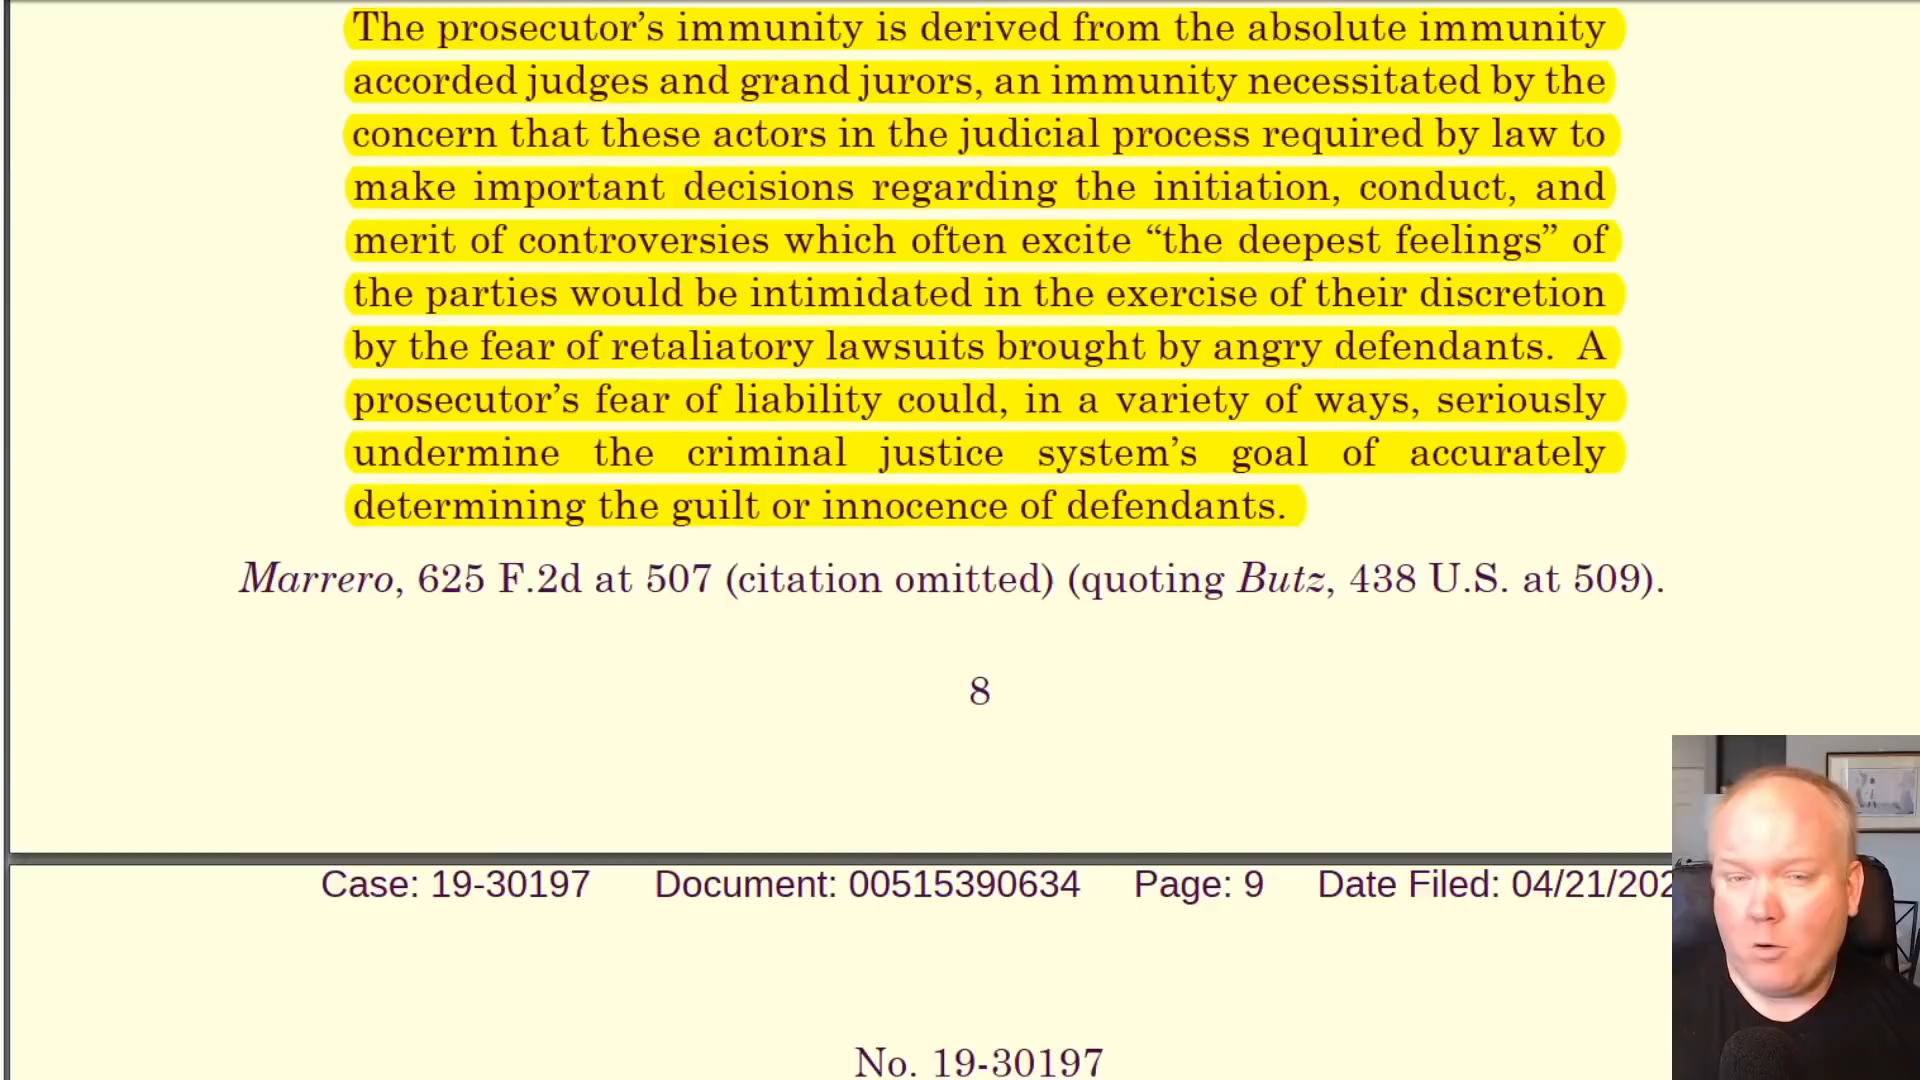 The prosecutor’s immunity is derived from the absolute immunity
accorded judges and grand jurors, an immunity necessitated by the
concern that these actors in the judicial process required by law to
make important decisions regarding the initiation, conduct, and
merit of controversies which often excite “the deepest feelings” of
the parties would be intimidated in the exercise of their discretion
by the fear of retaliatory lawsuits brought by angry defendants. A
prosecutor’s fear of liability could, in a variety of ways, seriously
undermine the criminal justice system’s goal of accurately
determining the guilt or innocence of defendants.
Marrero, 625 F.2d at 507 (citation omitted) (quoting Butz, 438 U.S. at 509).
8
Case: 19-30197 Document: 00515390634 Page: 9 Date Filed: 04/21/202
No. 19-30197